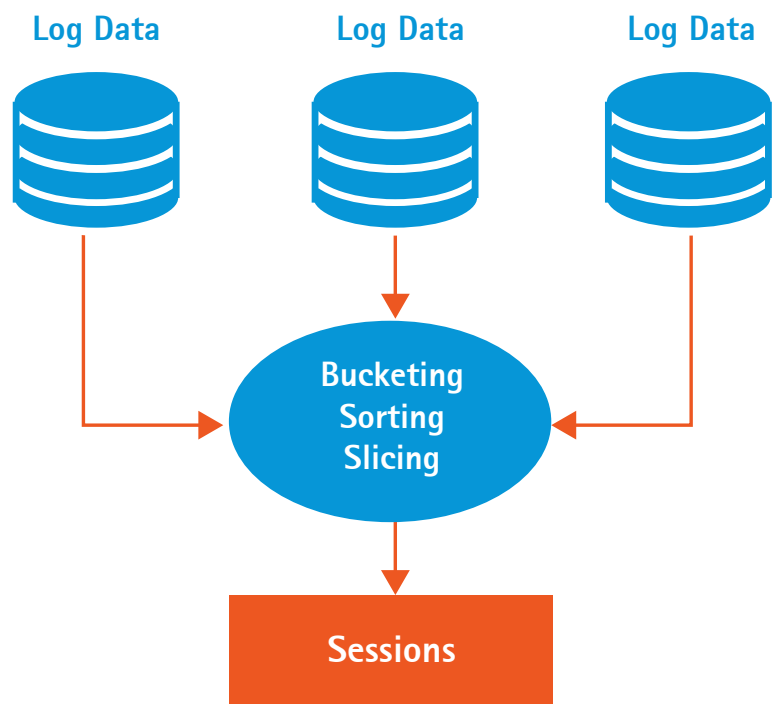 Log Data
Log Data
Log Data
Bucketing
Sorting
Slicing
Sessions